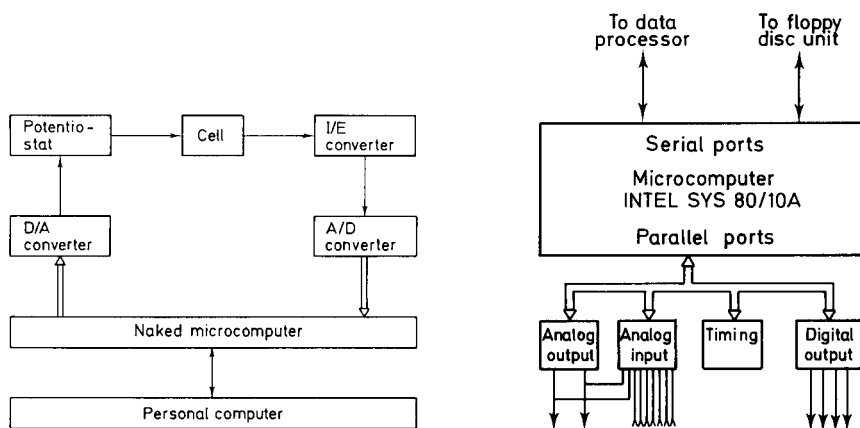 Potentio-
stat
Cell
I/E
converter
D/A
converter
A/D
converter
Naked microcomputer
Personal computer
To data
processor
To floppy
disc unit
Serial ports
Microcomputer
INTEL SYS 80/10A
Parallel ports
Analog
output
Analog
input
Timing
Digital
output